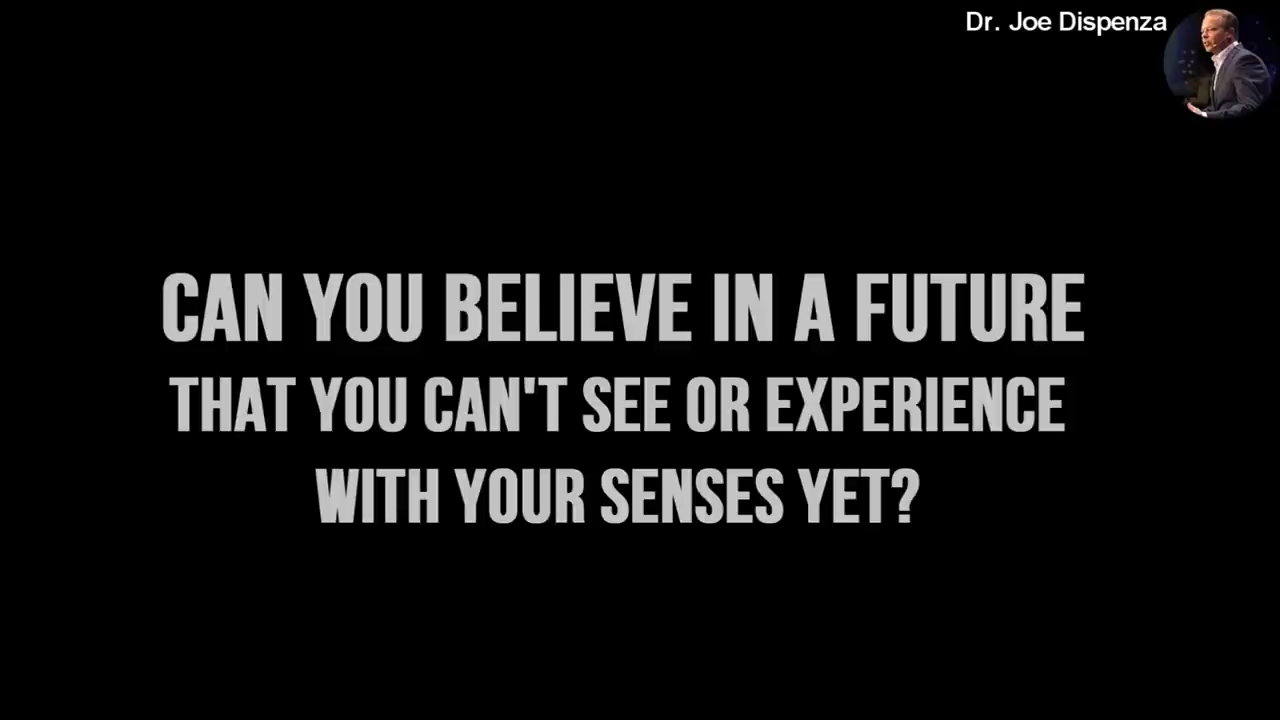 Dr. Joe Dispenza
CAN YOU BELIEVE IN A FUTURE
THAT YOU CAN'T SEE OR EXPERIENCE
WITH YOUR SENSES YET?